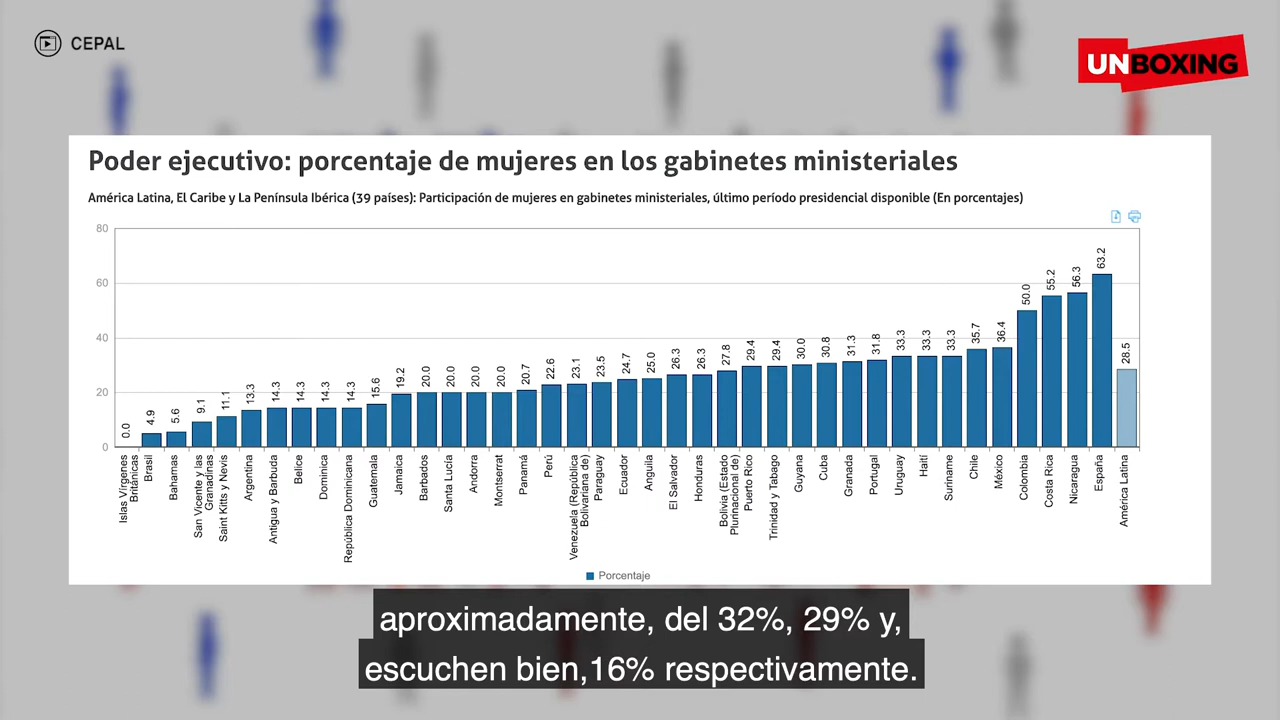 CEPAL
UNBOXING
Poder ejecutivo: porcentaje de mujeres en los gabinetes ministeriales
América Latina, El Caribe y La Península Ibérica (39 países): Participación de mujeres en gabinetes ministeriales, último período presidencial disponible (En porcentajes)
80
60
40
20
0
0.0
4.9
5.6
9.1
11.1
13.3
14.3
14.3
14.3
14.3
15.6
19.2
20.0
20.0
20.0
20.0
20.7
22.6
23.1
23.5
24.7
25.0
26.3
26.3
27.8
29.4
29.4
30.0
30.8
31.3
31.8
33.3
33.3
33.3
35.7
36.4
50.0
55.2
56.3
63.2
28.5
Islas Vírgenes
Británicas
Brasil
Bahamas
San Vicente y las
Granadinas
Saint Kitts y Nevis
Argentina
Antigua y Barbuda
Belice
Dominica
República Dominicana
Guatemala
Jamaica
Barbados
Santa Lucía
Andorra
Montserrat
Panamá
Perú
Venezuela (República
Bolivariana de)
Paraguay
Ecuador
Anguila
El Salvador
Honduras
Bolivia (Estado
Plurinacional de)
Puerto Rico
Trinidad y Tabago
Guyana
Cuba
Granada
Portugal
Uruguay
Haití
Suriname
Chile
México
Colombia
Costa Rica
Nicaragua
España
América Latina
Porcentaje
aproximadamente, del 32%, 29% y,
escuchen bien,16% respectivamente.